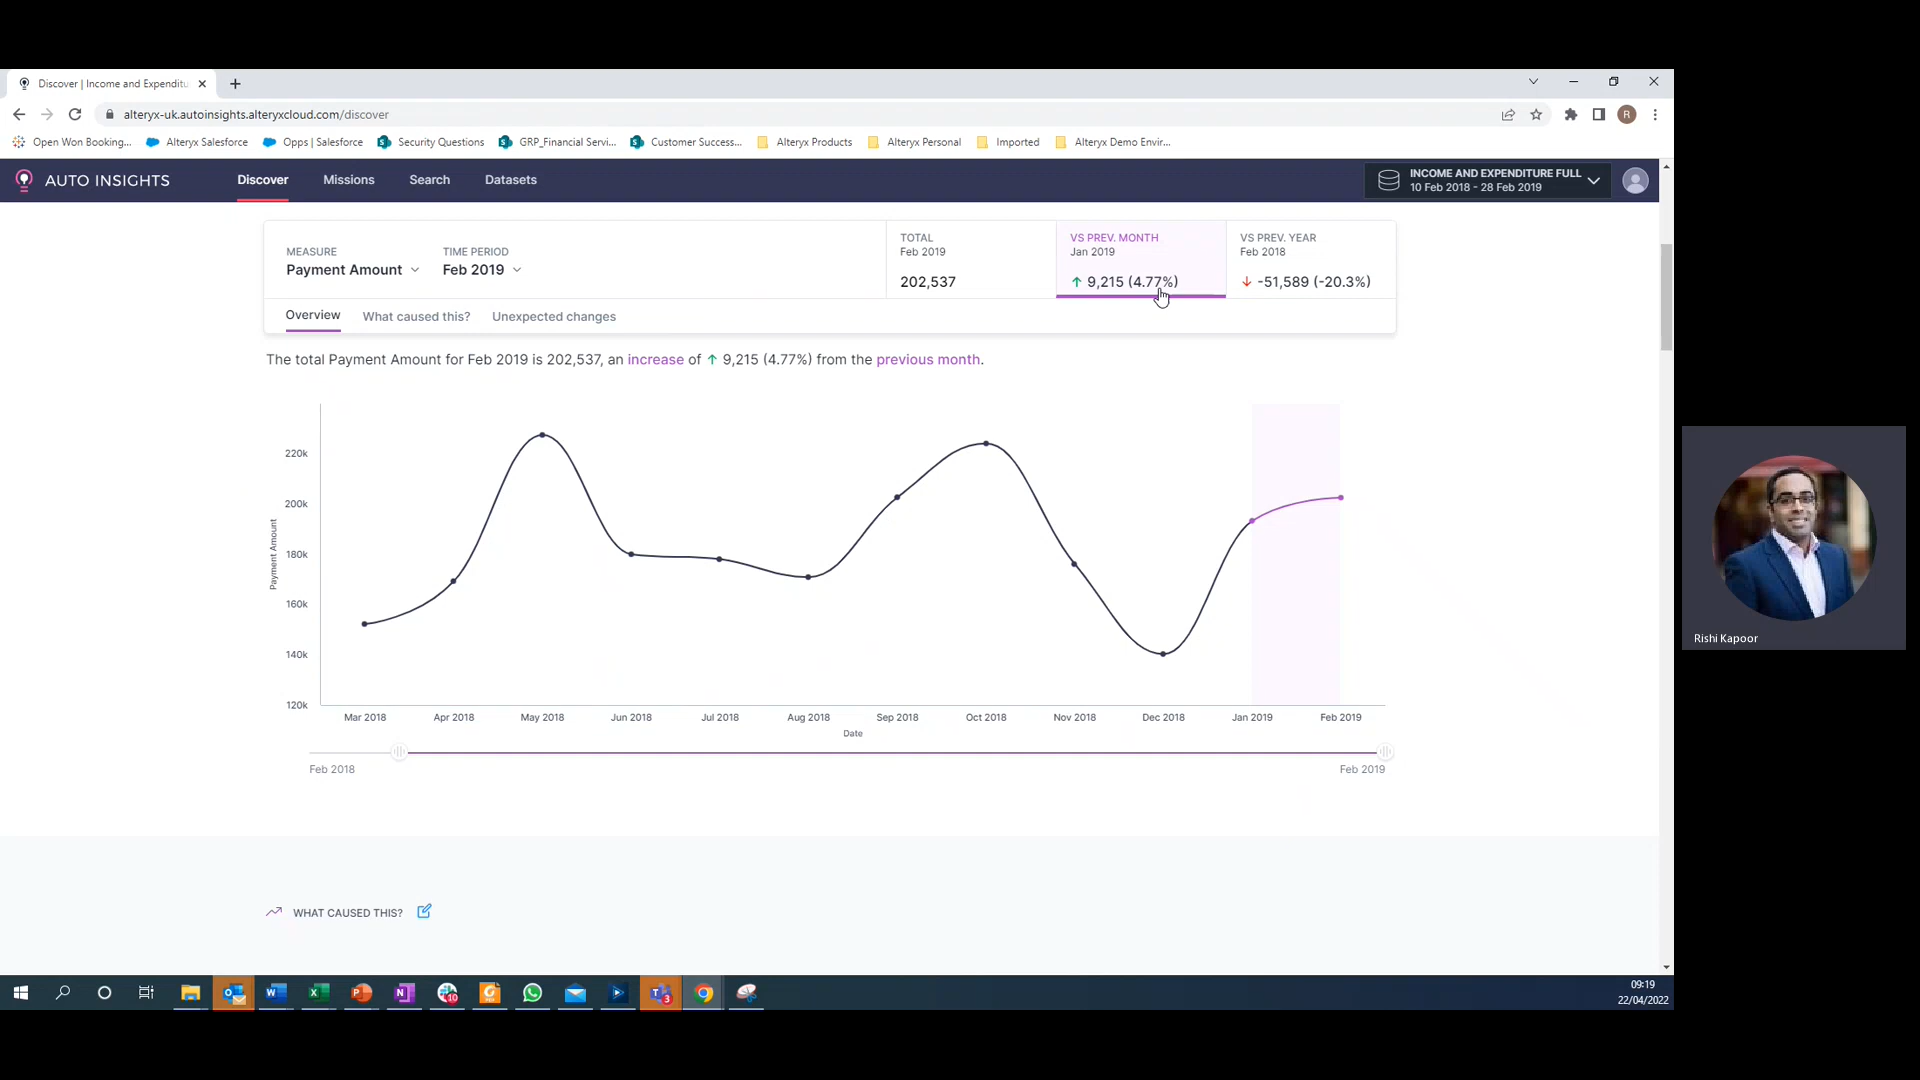 Discover | Income and Expenditu
alteryx-uk.autoinsights.alteryxcloud.com/discover
R
Open Won Booking...
Alteryx Salesforce
Opps | Salesforce
Security Questions
GRP_Financial Servi...
Customer Success...
Alteryx Products
Alteryx Personal
Imported
Alteryx Demo Envir...
AUTO INSIGHTS
Discover
Missions
Search
Datasets
INCOME AND EXPENDITURE FULL
10 Feb 2018 - 28 Feb 2019
MEASURE
Payment Amount
TIME PERIOD
Feb 2019
TOTAL
Feb 2019
202,537
VS PREV. MONTH
Jan 2019
↑ 9,215 (4.77%)
VS PREV. YEAR
Feb 2018
↓ -51,589 (-20.3%)
Overview
What caused this?
Unexpected changes
The total Payment Amount for Feb 2019 is 202,537, an increase of ↑ 9,215 (4.77%) from the previous month.
Payment Amount
220k
200k
180k
160k
140k
120k
Mar 2018
Apr 2018
May 2018
Jun 2018
Jul 2018
Aug 2018
Sep 2018
Oct 2018
Nov 2018
Dec 2018
Jan 2019
Feb 2019
Date
Feb 2018
Feb 2019
WHAT CAUSED THIS?
Rishi Kapoor
10
3
09:19
22/04/2022